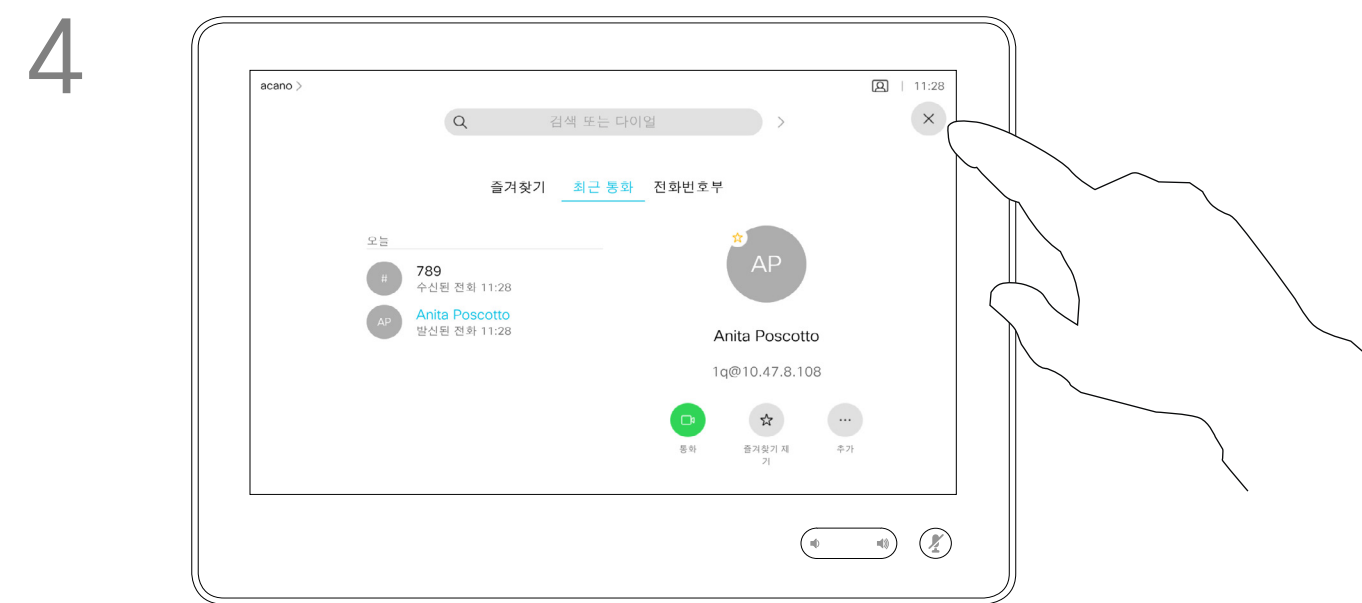 4
acano >
11:28
검색 또는 다이얼
즐겨찾기 최근 통화 전화번호부
오늘
#
789
수신된 전화 11:28
AP
Anita Poscotto
발신된 전화 11:28
AP
Anita Poscotto
1q@10.47.8.108
통화
즐겨찾기 제
거
추가